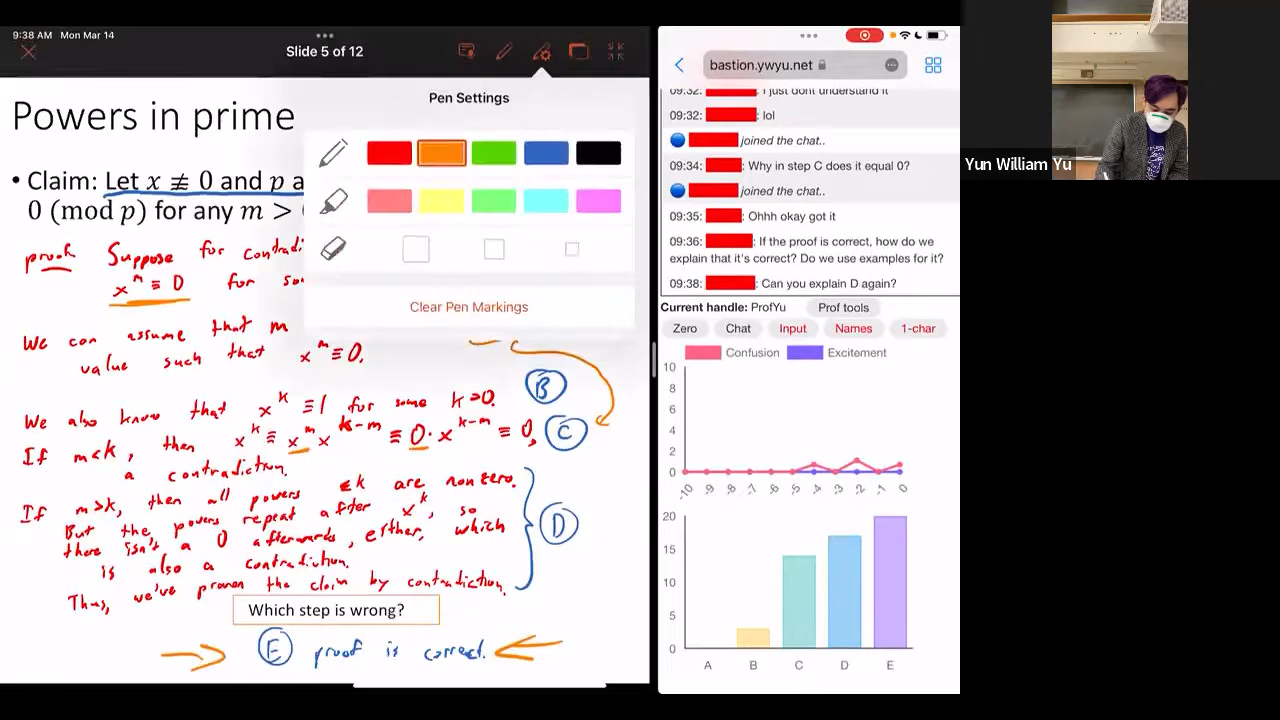 9:38 AM Mon Mar 14
Slide 5 of 12
Pen Settings
Clear Pen Markings
Powers in prime
• Claim: Let x ≢ 0 and p a
0 (mod p) for any m >
proof Suppose for contradi
xᵐ ≡ 0 for so
We can assume that m
value such that xᵐ ≡ 0.
We also know that xᵏ ≡ 1 for some k>0. B
If m<k, then xᵏ ≡ xᵐ xᵏ⁻ᵐ ≡ 0 · xᵏ⁻ᵐ ≡ 0, C
a contradiction.
If m>k, then all powers ≤k are nonzero.
But the powers repeat after xᵏ, so
there isn't a 0 afterwards, either, which D
is also a contradiction.
Thus, we've proven the claim by contradiction.
Which step is wrong?
E proof is correct.
bastion.ywyu.net
09:32: : I just dont understand it
09:32: : lol
joined the chat..
09:34: : Why in step C does it equal 0?
joined the chat..
09:35: : Ohhh okay got it
09:36: : If the proof is correct, how do we
explain that it's correct? Do we use examples for it?
09:38: : Can you explain D again?
Current handle: ProfYu Prof tools
Zero Chat Input Names 1-char
Confusion Excitement
10
8
6
4
2
0
-10 -9 -8 -7 -6 -5 -4 -3 -2 -1 0
20
15
10
5
0
A B C D E
Yun William Yu